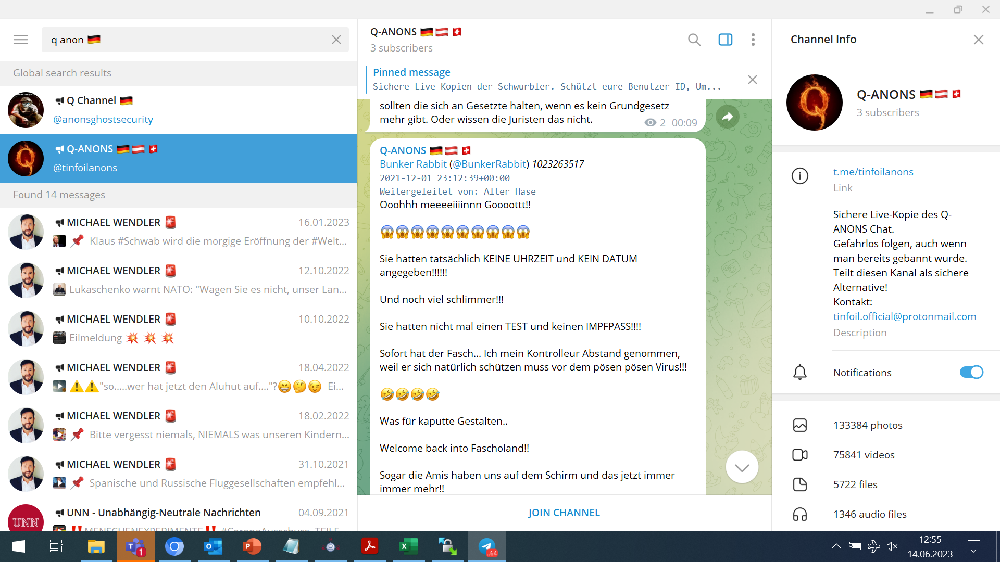 q anon 🇩🇪
Global search results
Q Channel 🇩🇪
@anonsghostsecurity
Q-ANONS 🇩🇪🇦🇹🇨🇭
@tinfoilanons
Found 14 messages
MICHAEL WENDLER 🚨 16.01.2023
📌 Klaus #Schwab wird die morgige Eröffnung der #Welt...
MICHAEL WENDLER 🚨 12.10.2022
Lukaschenko warnt NATO: "Wagen Sie es nicht, unser Lan...
MICHAEL WENDLER 🚨 10.10.2022
Eilmeldung 💥 💥 💥
MICHAEL WENDLER 🚨 18.04.2022
⚠️⚠️"so.....wer hat jetzt den Aluhut auf...."?😁🤔😉 Ei...
MICHAEL WENDLER 🚨 18.02.2022
📌 Bitte vergesst niemals, NIEMALS was unseren Kindern...
MICHAEL WENDLER 🚨 31.10.2021
📌 Spanische und Russische Fluggesellschaften empfehl...
UNN
UNN - Unabhängig-Neutrale Nachrichten 04.09.2021
‼️MENSCHENEXPERIMENTE‼️ #CoronaAusschuss TEILE
Q-ANONS 🇩🇪🇦🇹🇨🇭
3 subscribers
Pinned message
Sichere Live-Kopien der Schwurbler. Schützt eure Benutzer-ID, Um...
sollten die sich an Gesetzte halten, wenn es kein Grundgesetz
mehr gibt. Oder wissen die Juristen das nicht.
2 00:09
Q-ANONS 🇩🇪🇦🇹🇨🇭
Bunker Rabbit (@BunkerRabbit) 1023263517
2021-12-01 23:12:39+00:00
Weitergeleitet von: Alter Hase
Ooohhh meeeeiiiinnn Goooottt!!
😱😱😱😱😱😱😱😱😱😱
Sie hatten tatsächlich KEINE UHRZEIT und KEIN DATUM
angegeben!!!!!!
Und noch viel schlimmer!!!
Sie hatten nicht mal einen TEST und keinen IMPFPASS!!!!
Sofort hat der Fasch... Ich mein Kontrolleur Abstand genommen,
weil er sich natürlich schützen muss vor dem pösen pösen Virus!!!
🤣🤣🤣🤣
Was für kaputte Gestalten..
Welcome back into Fascholand!!
Sogar die Amis haben uns auf dem Schirm und das jetzt immer
immer mehr!!
JOIN CHANNEL
Channel Info
Q
Q-ANONS 🇩🇪🇦🇹🇨🇭
3 subscribers
t.me/tinfoilanons
Link
Sichere Live-Kopie des Q-
ANONS Chat.
Gefahrlos folgen, auch wenn
man bereits gebannt wurde.
Teilt diesen Kanal als sichere
Alternative!
Kontakt:
tinfoil.official@protonmail.com
Description
Notifications
133384 photos
75841 videos
5722 files
1346 audio files
1
..64
12:55
14.06.2023